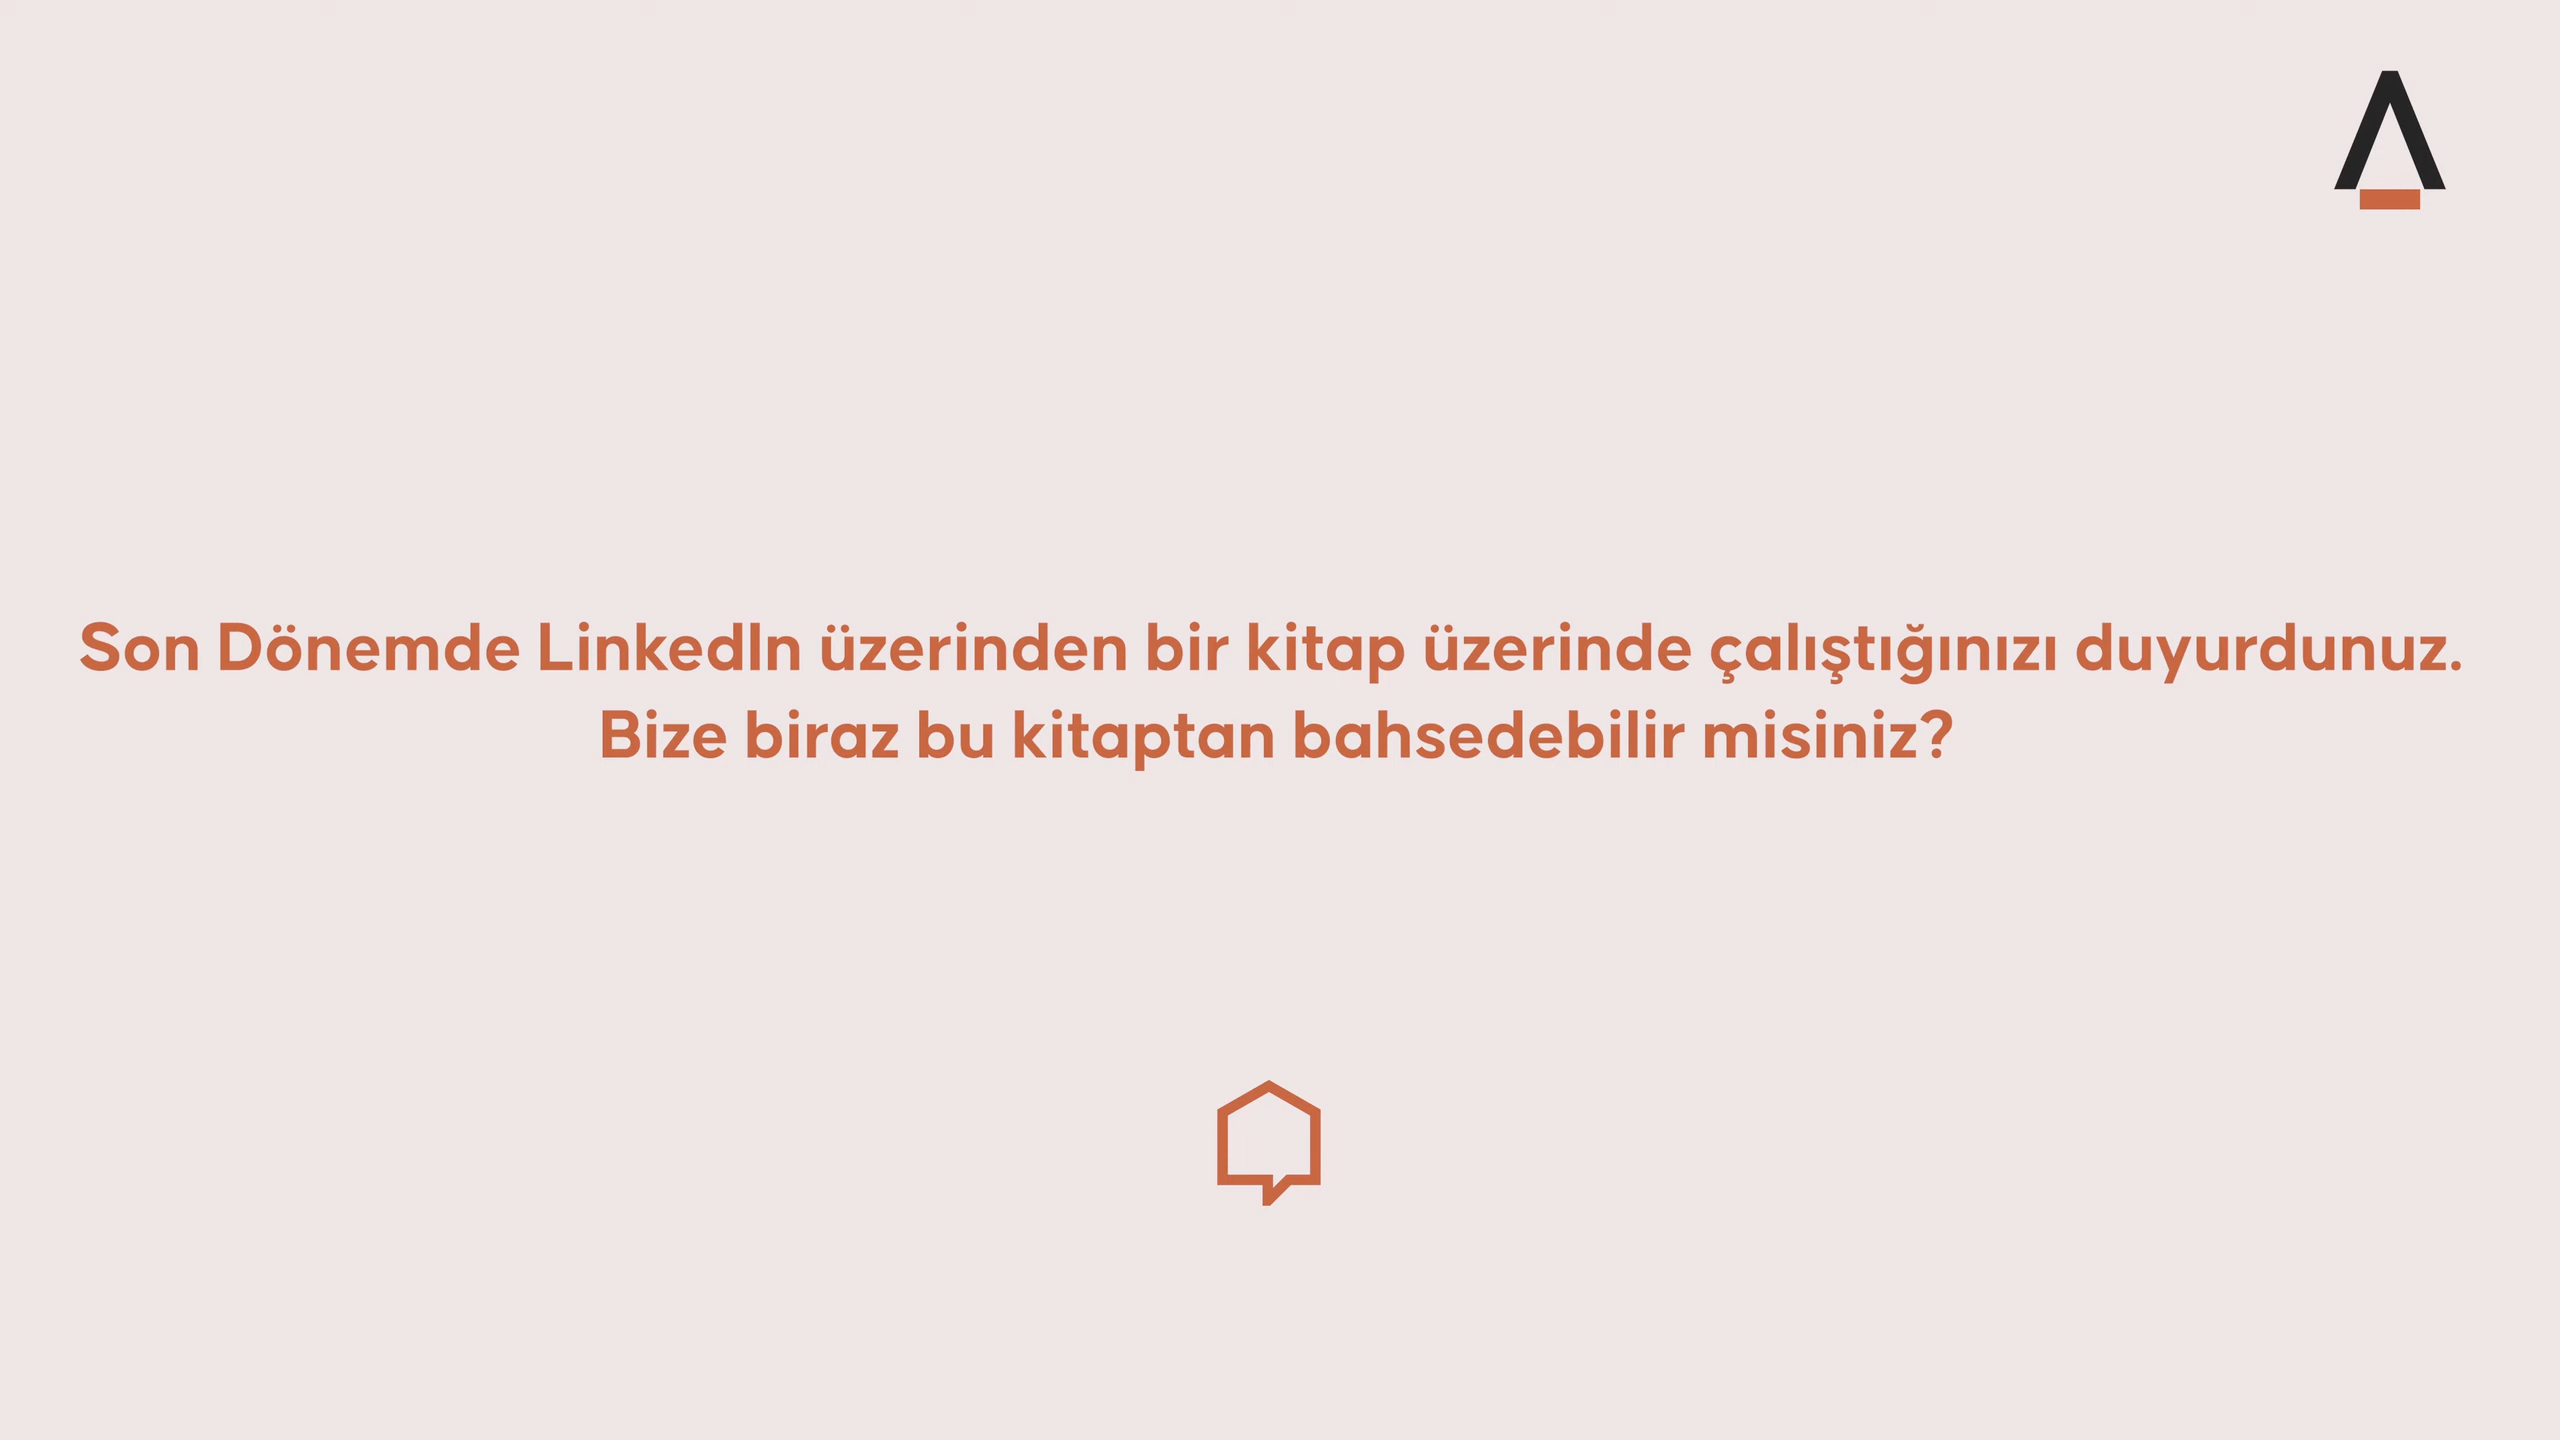 Son Dönemde LinkedIn üzerinden bir kitap üzerinde çalıştığınızı duyurdunuz.
Bize biraz bu kitaptan bahsedebilir misiniz?